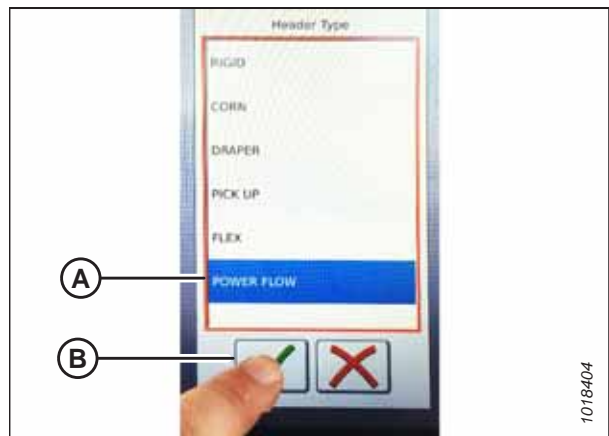 Header Type
RIGID
CORN
DRAPER
PICK UP
FLEX
A
POWER FLOW
B
1018404